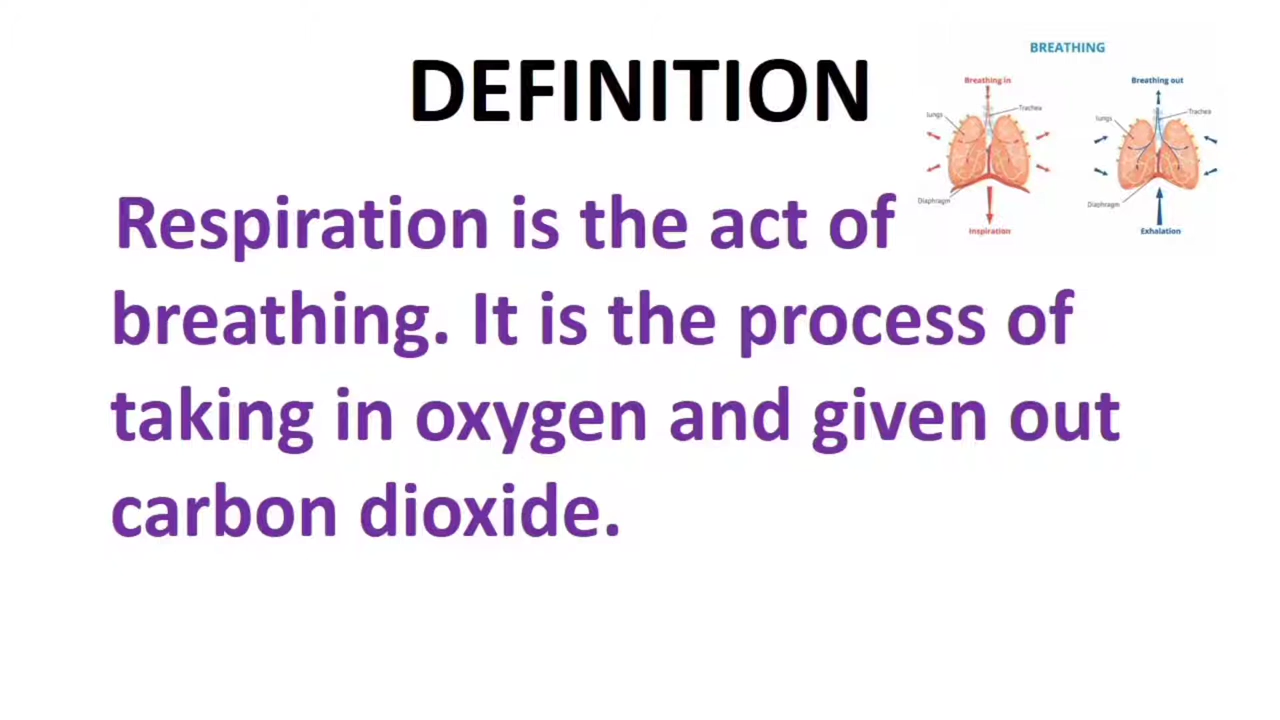 DEFINITION
BREATHING
Breathing in
Breathing out
Trachea
Trachea
lungs
lungs
Diaphragm
Diaphragm
Inspiration
Exhalation
Respiration is the act of
breathing. It is the process of
taking in oxygen and given out
carbon dioxide.